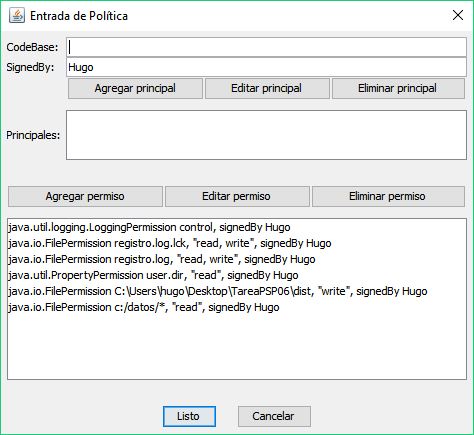 Entrada de Política
CodeBase:
SignedBy: Hugo
Agregar principal Editar principal Eliminar principal
Principales:
Agregar permiso Editar permiso Eliminar permiso
java.util.logging.LoggingPermission control, signedBy Hugo
java.io.FilePermission registro.log.lck, "read, write", signedBy Hugo
java.io.FilePermission registro.log, "read, write", signedBy Hugo
java.util.PropertyPermission user.dir, "read", signedBy Hugo
java.io.FilePermission C:\Users\hugo\Desktop\TareaPSP06\dist, "write", signedBy Hugo
java.io.FilePermission c:/datos/*, "read", signedBy Hugo
Listo Cancelar